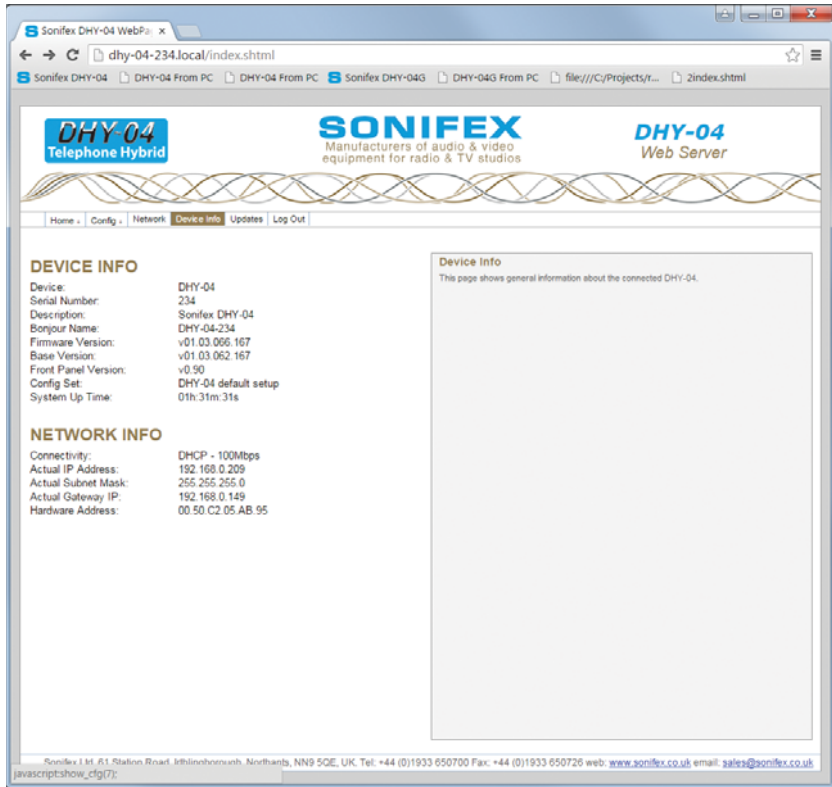 Sonifex DHY-04 WebPa
dhy-04-234.local/index.shtml
Sonifex DHY-04 DHY-04 From PC DHY-04 From PC Sonifex DHY-04G DHY-04G From PC file:///C:/Projects/r... 2index.shtml
DHY-04
Telephone Hybrid
SONIFEX
Manufacturers of audio & video
equipment for radio & TV studios
DHY-04
Web Server
Home Config Network Device Info Updates Log Out
DEVICE INFO
Device: DHY-04
Serial Number: 234
Description: Sonifex DHY-04
Bonjour Name: DHY-04-234
Firmware Version: v01.03.066.167
Base Version: v01.03.062.167
Front Panel Version: v0.90
Config Set: DHY-04 default setup
System Up Time: 01h:31m:31s
NETWORK INFO
Connectivity: DHCP - 100Mbps
Actual IP Address: 192.168.0.209
Actual Subnet Mask: 255.255.255.0
Actual Gateway IP: 192.168.0.149
Hardware Address: 00.50.C2.05.AB.95
Device Info
This page shows general information about the connected DHY-04.
Sonifex Ltd, 61 Station Road, Irthlingborough, Northants, NN9 5QE, UK. Tel: +44 (0)1933 650700 Fax: +44 (0)1933 650726 web: www.sonifex.co.uk email: sales@sonifex.co.uk
javascript:show_cfg(7);